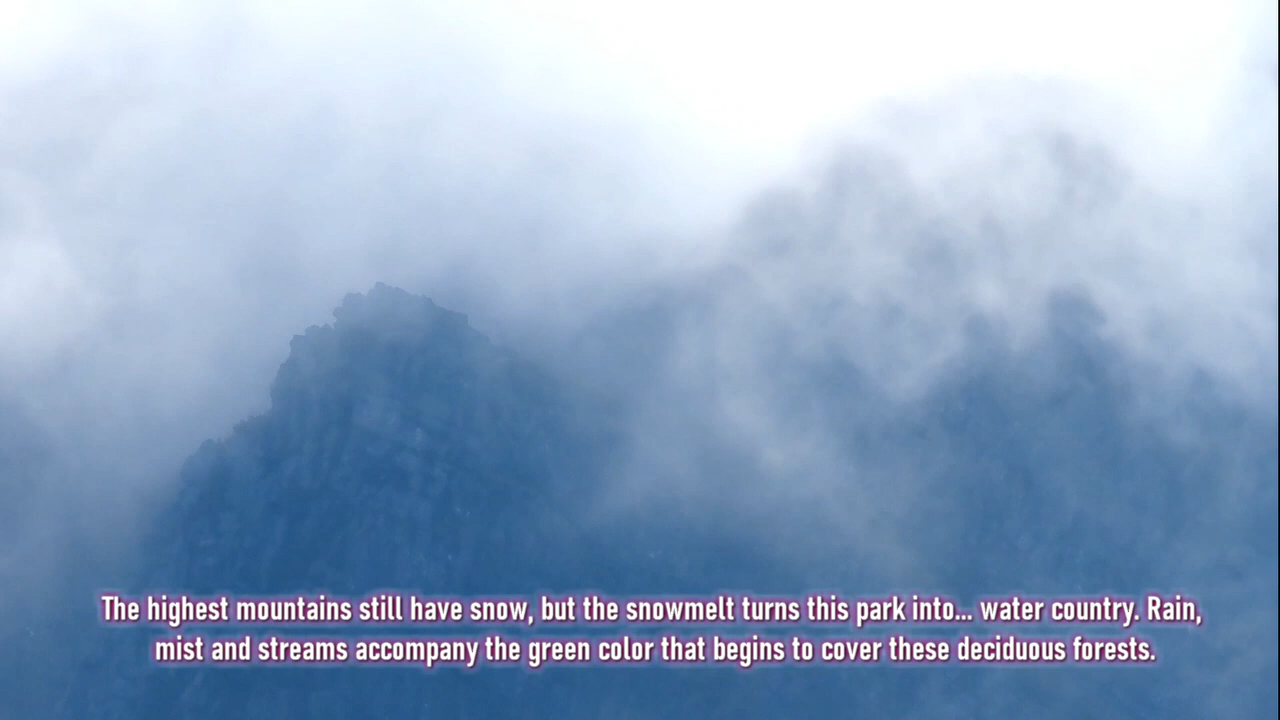 The highest mountains still have snow, but the snowmelt turns this park into... water country. Rain,
mist and streams accompany the green color that begins to cover these deciduous forests.